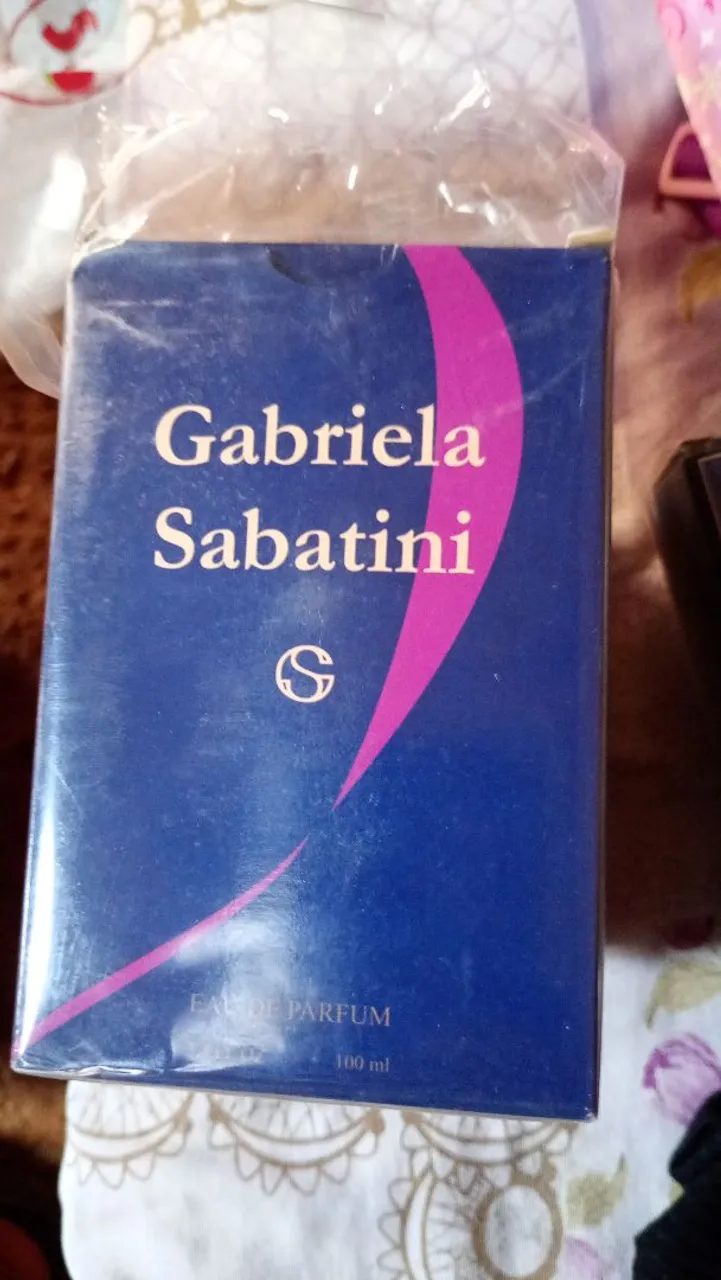 Gabriela
Sabatini
GS
EAU DE PARFUM
100 ml